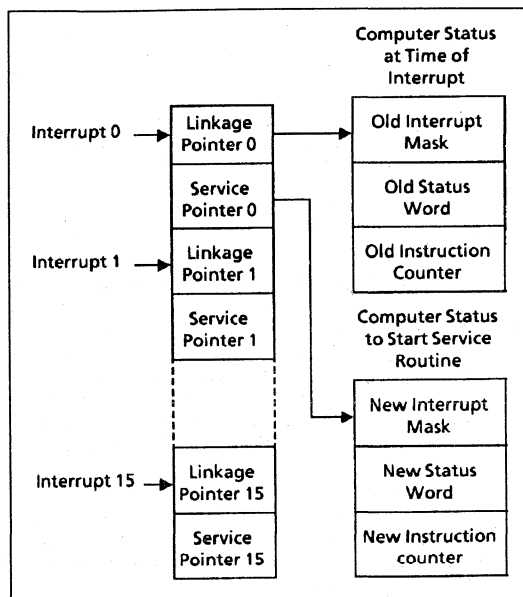 Computer Status
at Time of
Interrupt
Interrupt 0
Linkage
Pointer 0
Old Interrupt
Mask
Service
Pointer 0
Old Status
Word
Interrupt 1
Linkage
Pointer 1
Old Instruction
Counter
Service
Pointer 1
Computer Status
to Start Service
Routine
New Interrupt
Mask
Interrupt 15
Linkage
Pointer 15
New Status
Word
Service
Pointer 15
New Instruction
counter